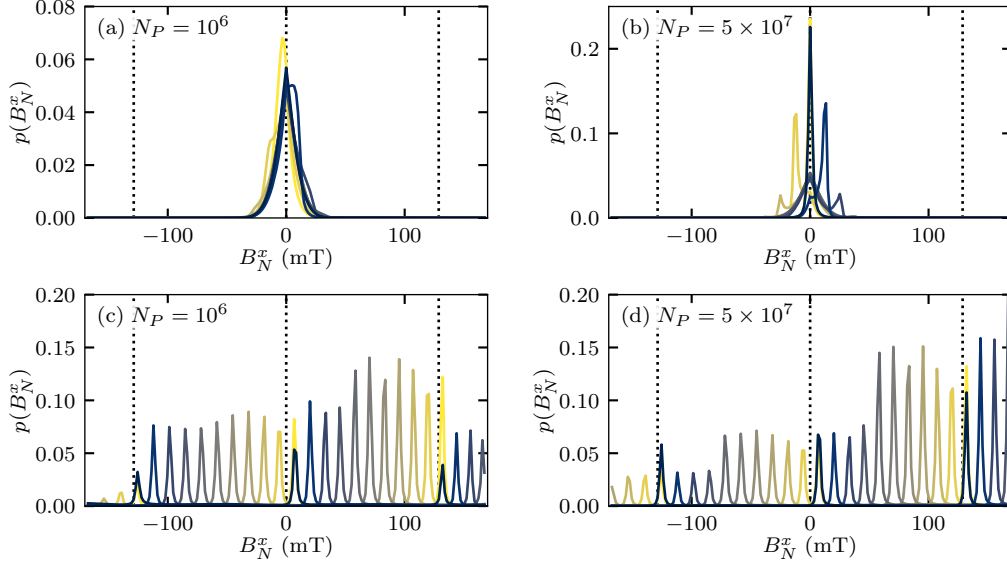 (a) N_P = 10^6
0.08
0.06
0.04
0.02
0.00
p(B_N^x)
−100 0 100
B_N^x (mT)
(b) N_P = 5 × 10^7
0.2
0.1
0.0
p(B_N^x)
−100 0 100
B_N^x (mT)
(c) N_P = 10^6
0.20
0.15
0.10
0.05
0.00
p(B_N^x)
−100 0 100
B_N^x (mT)
(d) N_P = 5 × 10^7
0.20
0.15
0.10
0.05
0.00
p(B_N^x)
−100 0 100
B_N^x (mT)